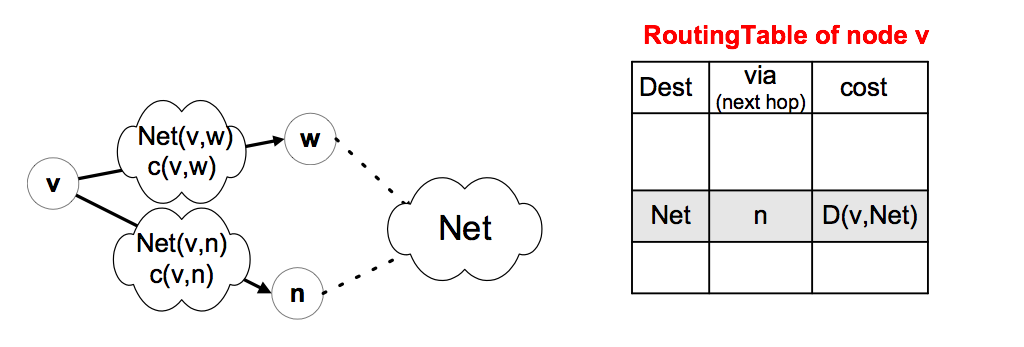 RoutingTable of node v
Dest
via
(next hop)
cost
Net(v,w)
c(v,w)
w
v
Net
Net(v,n)
c(v,n)
n
Net
n
D(v,Net)